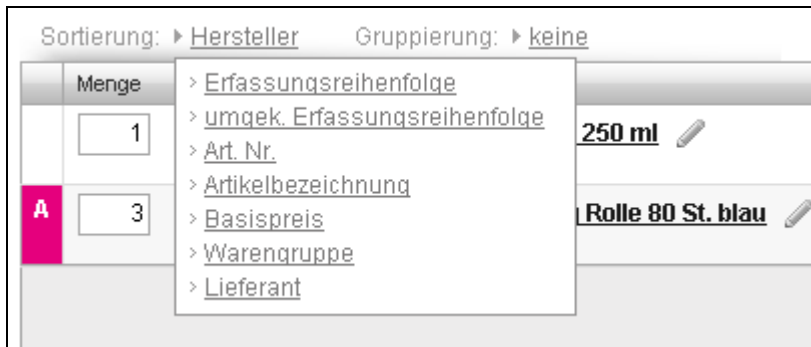 Sortierung: Hersteller Gruppierung: keine
Menge
> Erfassungsreihenfolge
> umgek. Erfassungsreihenfolge
1 250 ml
> Art. Nr.
> Artikelbezeichnung
A 3 Rolle 80 St. blau
> Basispreis
> Warengruppe
> Lieferant